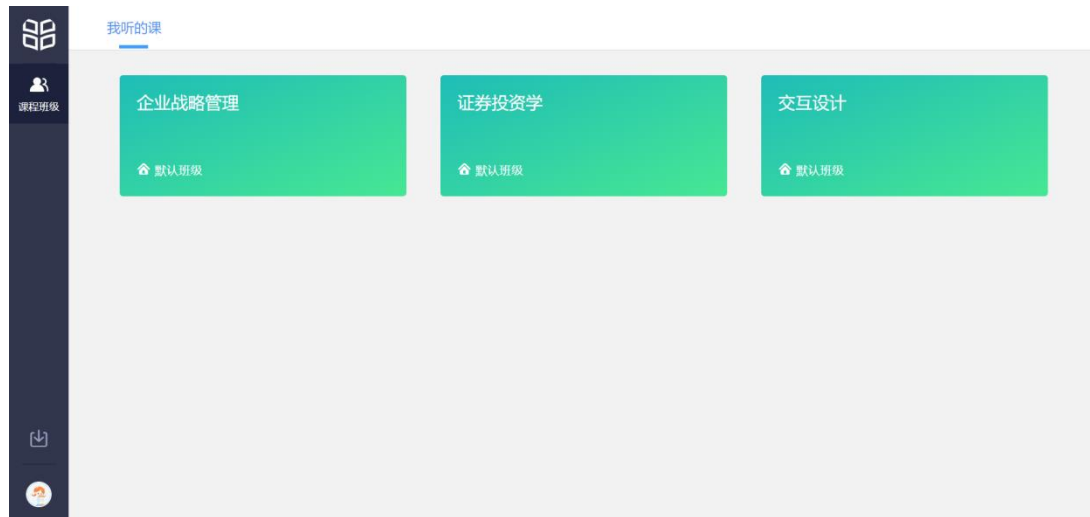 我听的课
课程班级
企业战略管理
默认班级
证券投资学
默认班级
交互设计
默认班级